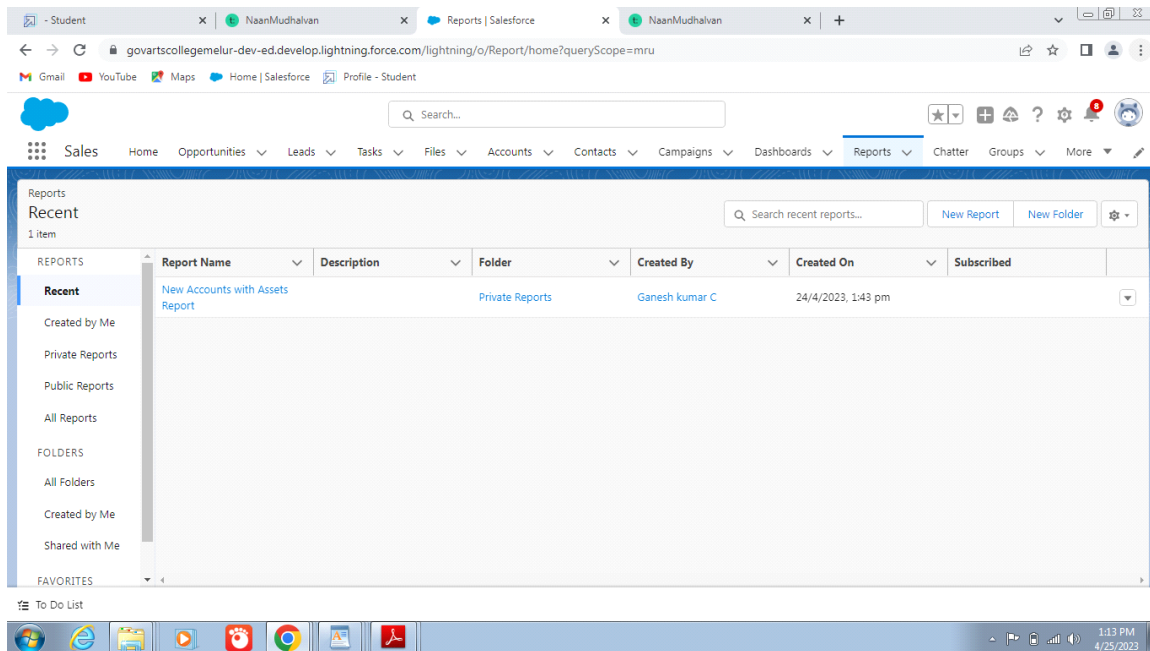 - Student
NaanMudhalvan
Reports | Salesforce
NaanMudhalvan
govartscollegemelur-dev-ed.develop.lightning.force.com/lightning/o/Report/home?queryScope=mru
Gmail YouTube Maps Home | Salesforce Profile - Student
Search...
8
Sales Home Opportunities Leads Tasks Files Accounts Contacts Campaigns Dashboards Reports Chatter Groups More
Reports
Recent
1 item
Search recent reports...
New Report New Folder
REPORTS
Recent
Created by Me
Private Reports
Public Reports
All Reports
FOLDERS
All Folders
Created by Me
Shared with Me
FAVORITES
Report Name Description Folder Created By Created On Subscribed
New Accounts with Assets
Report
Private Reports Ganesh kumar C 24/4/2023, 1:43 pm
To Do List
1:13 PM
4/25/2023